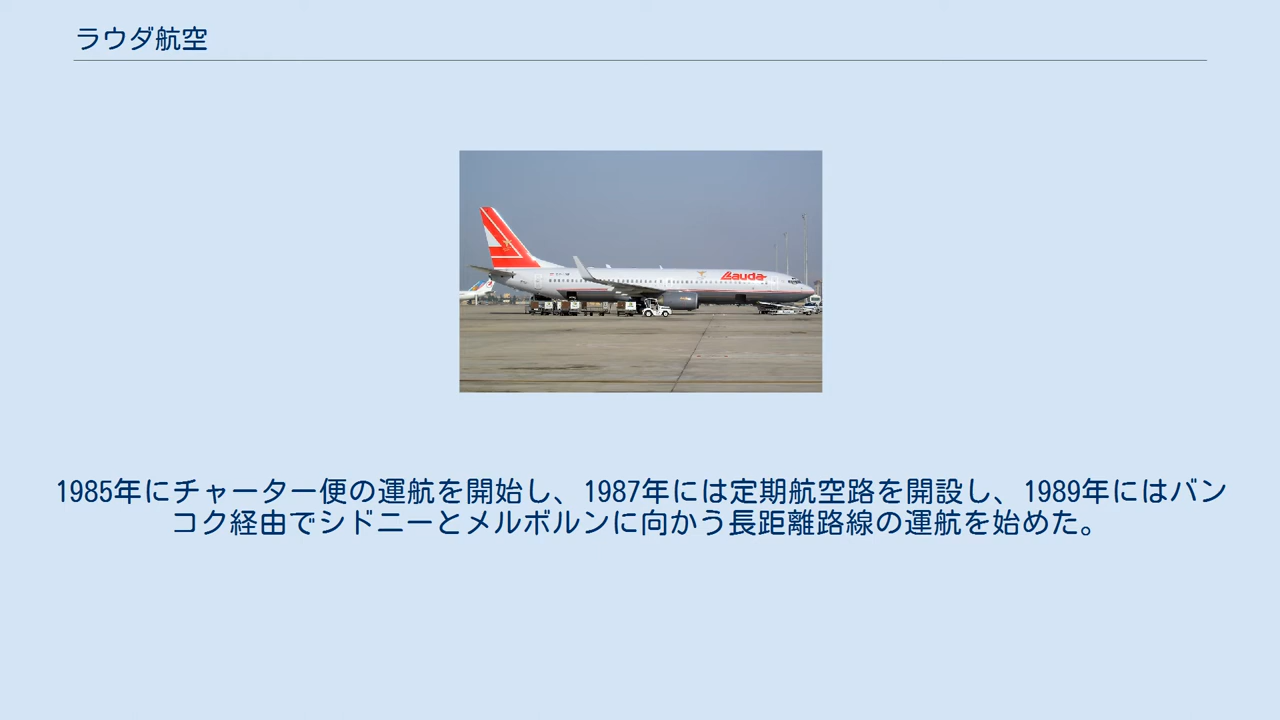 ラウダ航空
Lauda
1985年にチャーター便の運航を開始し、1987年には定期航空路を開設し、1989年にはバン
コク経由でシドニーとメルボルンに向かう長距離路線の運航を始めた。